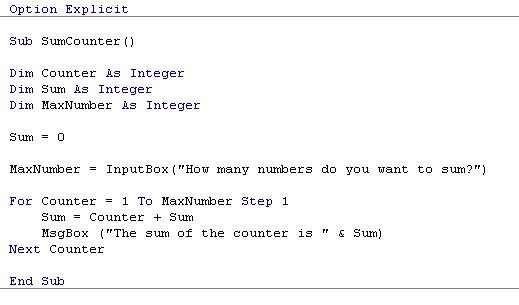 Option Explicit
Sub SumCounter()
Dim Counter As Integer
Dim Sum As Integer
Dim MaxNumber As Integer
Sum = 0
MaxNumber = InputBox("How many numbers do you want to sum?")
For Counter = 1 To MaxNumber Step 1
Sum = Counter + Sum
MsgBox ("The sum of the counter is " & Sum)
Next Counter
End Sub